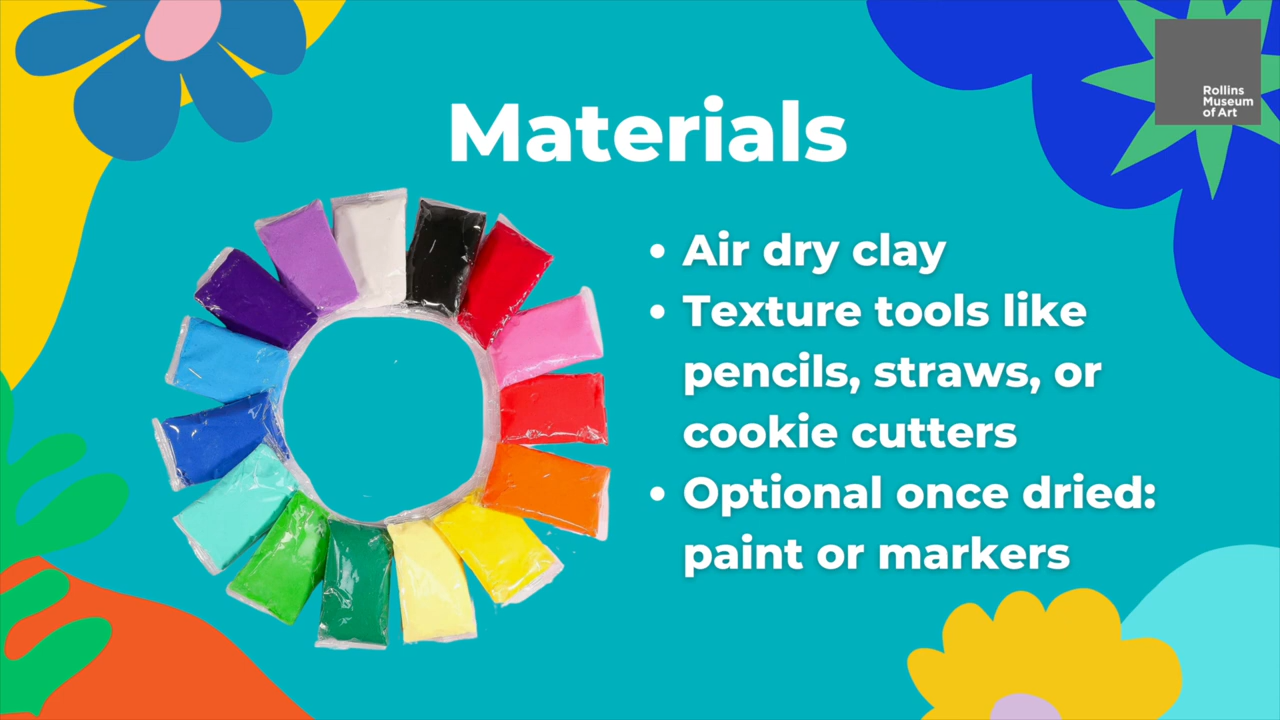 Rollins
Museum
of Art
Materials
• Air dry clay
• Texture tools like
pencils, straws, or
cookie cutters
• Optional once dried:
paint or markers